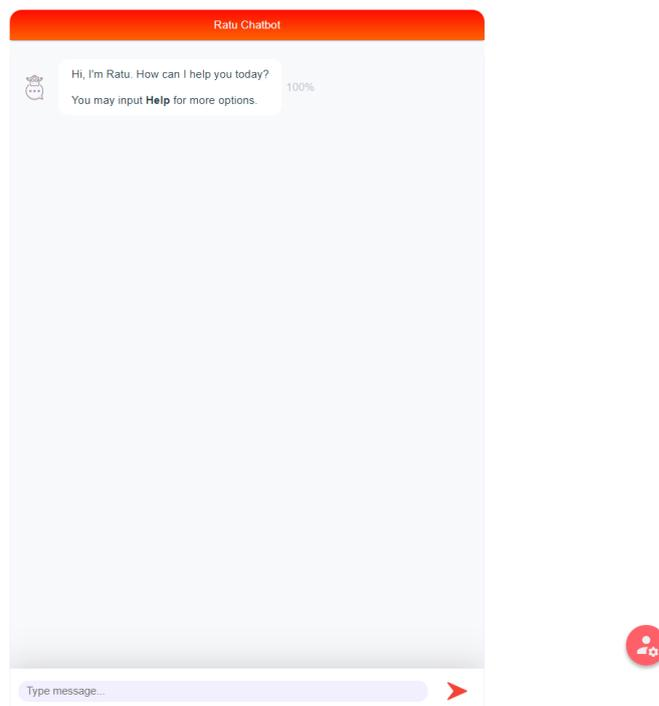 Ratu Chatbot
Hi, I'm Ratu. How can I help you today?
100%
You may input Help for more options.
Type message...